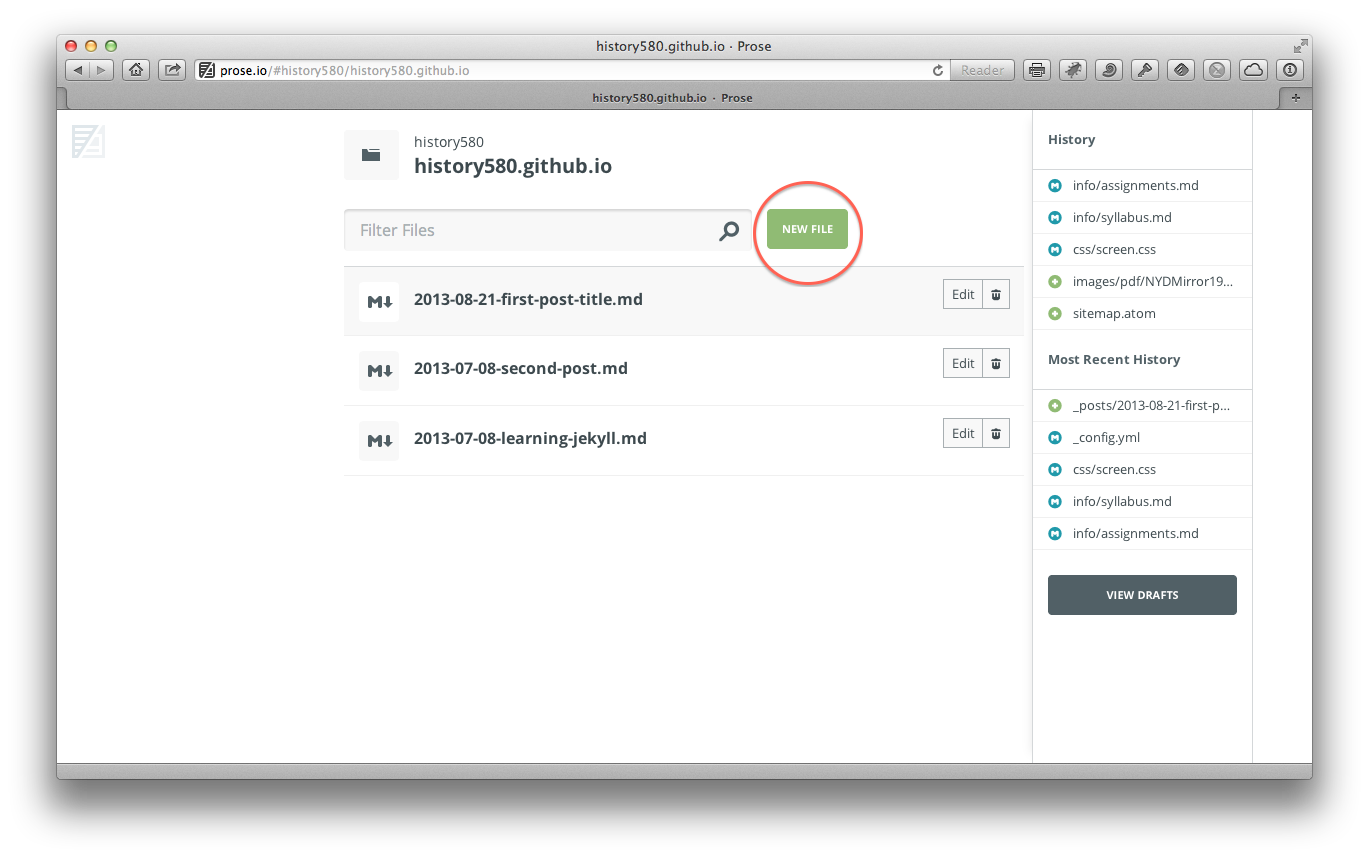 history580.github.io · Prose
prose.io/#history580/history580.github.io
Reader
history580.github.io · Prose
history580
history580.github.io
Filter Files
NEW FILE
2013-08-21-first-post-title.md
Edit
2013-07-08-second-post.md
Edit
2013-07-08-learning-jekyll.md
Edit
History
info/assignments.md
info/syllabus.md
css/screen.css
images/pdf/NYDMirror19...
sitemap.atom
Most Recent History
_posts/2013-08-21-first-p...
_config.yml
css/screen.css
info/syllabus.md
info/assignments.md
VIEW DRAFTS